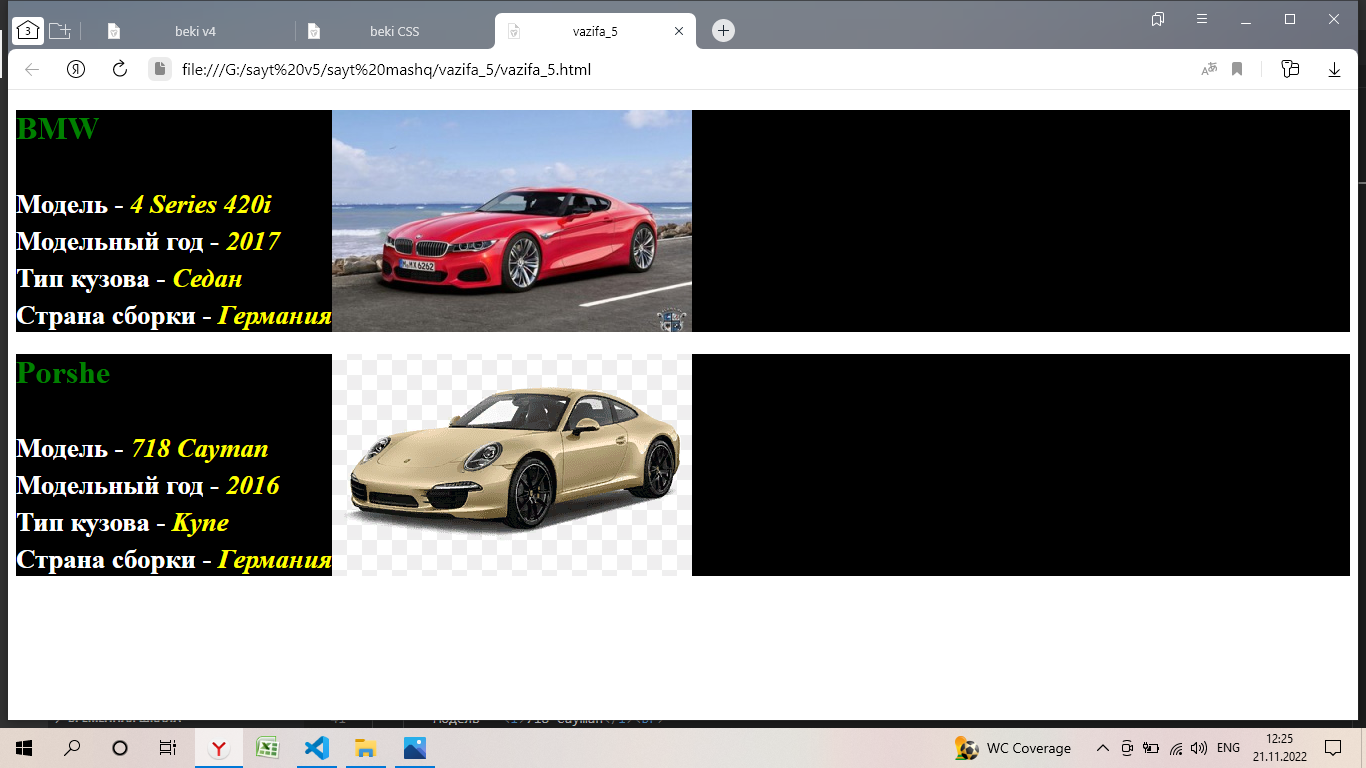 3
beki v4
beki CSS
vazifa_5
file:///G:/sayt%20v5/sayt%20mashq/vazifa_5/vazifa_5.html
BMW
Модель - 4 Series 420i
Модельный год - 2017
Тип кузова - Седан
Страна сборки - Германия
M MX 6262
Porshe
Модель - 718 Cayman
Модельный год - 2016
Тип кузова - Купе
Страна сборки - Германия
WC Coverage
ENG
12:25
21.11.2022